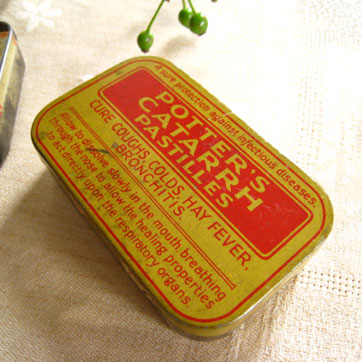 A sure protection against infectious diseases.
POTTER'S
CATARRH
PASTILLES
CURE COUGHS, COLDS, HAY FEVER,
BRONCHITIS.
Allow to dissolve slowly in the mouth, breathing
through the nose to allow the healing properties
to act directly upon the respiratory organs.